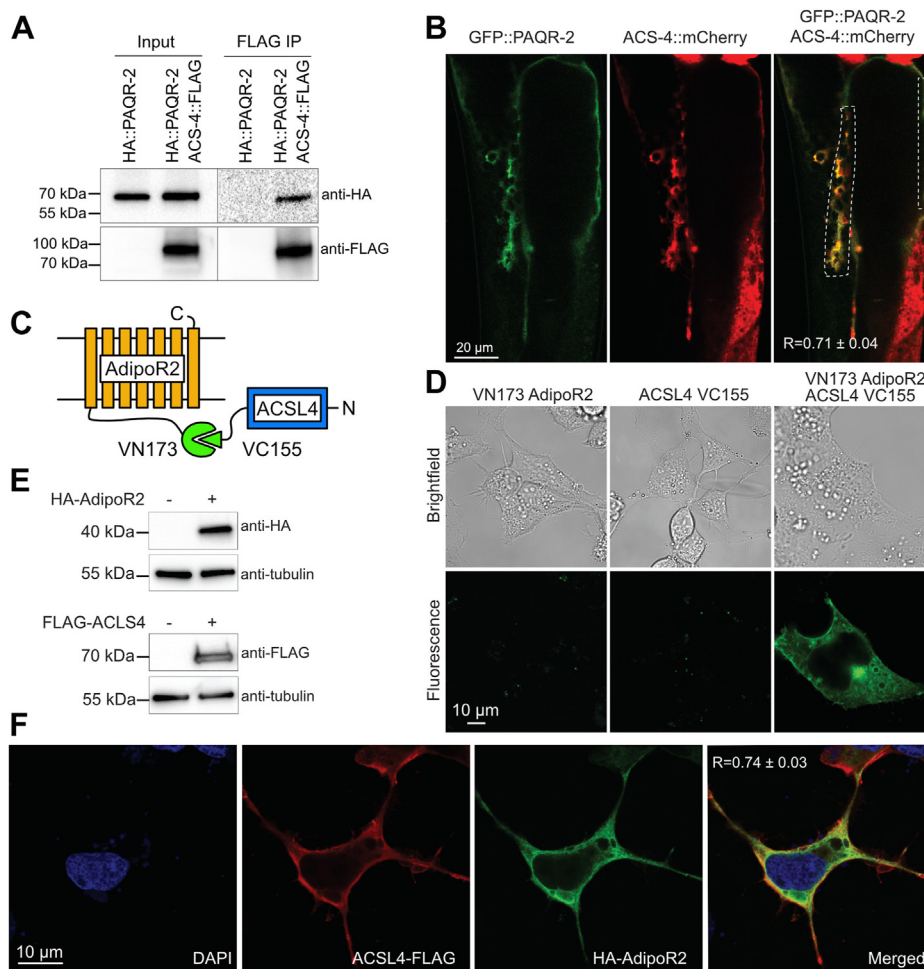 A
Input
FLAG IP
HA::PAQR-2
HA::PAQR-2
ACS-4::FLAG
HA::PAQR-2
HA::PAQR-2
ACS-4::FLAG
70 kDa
55 kDa
anti-HA
100 kDa
70 kDa
anti-FLAG
B
GFP::PAQR-2
ACS-4::mCherry
GFP::PAQR-2
ACS-4::mCherry
20 µm
R=0.71 ± 0.04
C
C
AdipoR2
ACSL4
N
VN173
VC155
D
VN173 AdipoR2
ACSL4 VC155
VN173 AdipoR2
ACSL4 VC155
Brightfield
Fluorescence
10 µm
E
HA-AdipoR2
-
+
40 kDa
anti-HA
55 kDa
anti-tubulin
FLAG-ACLS4
-
+
70 kDa
anti-FLAG
55 kDa
anti-tubulin
F
10 µm
DAPI
ACSL4-FLAG
HA-AdipoR2
R=0.74 ± 0.03
Merged